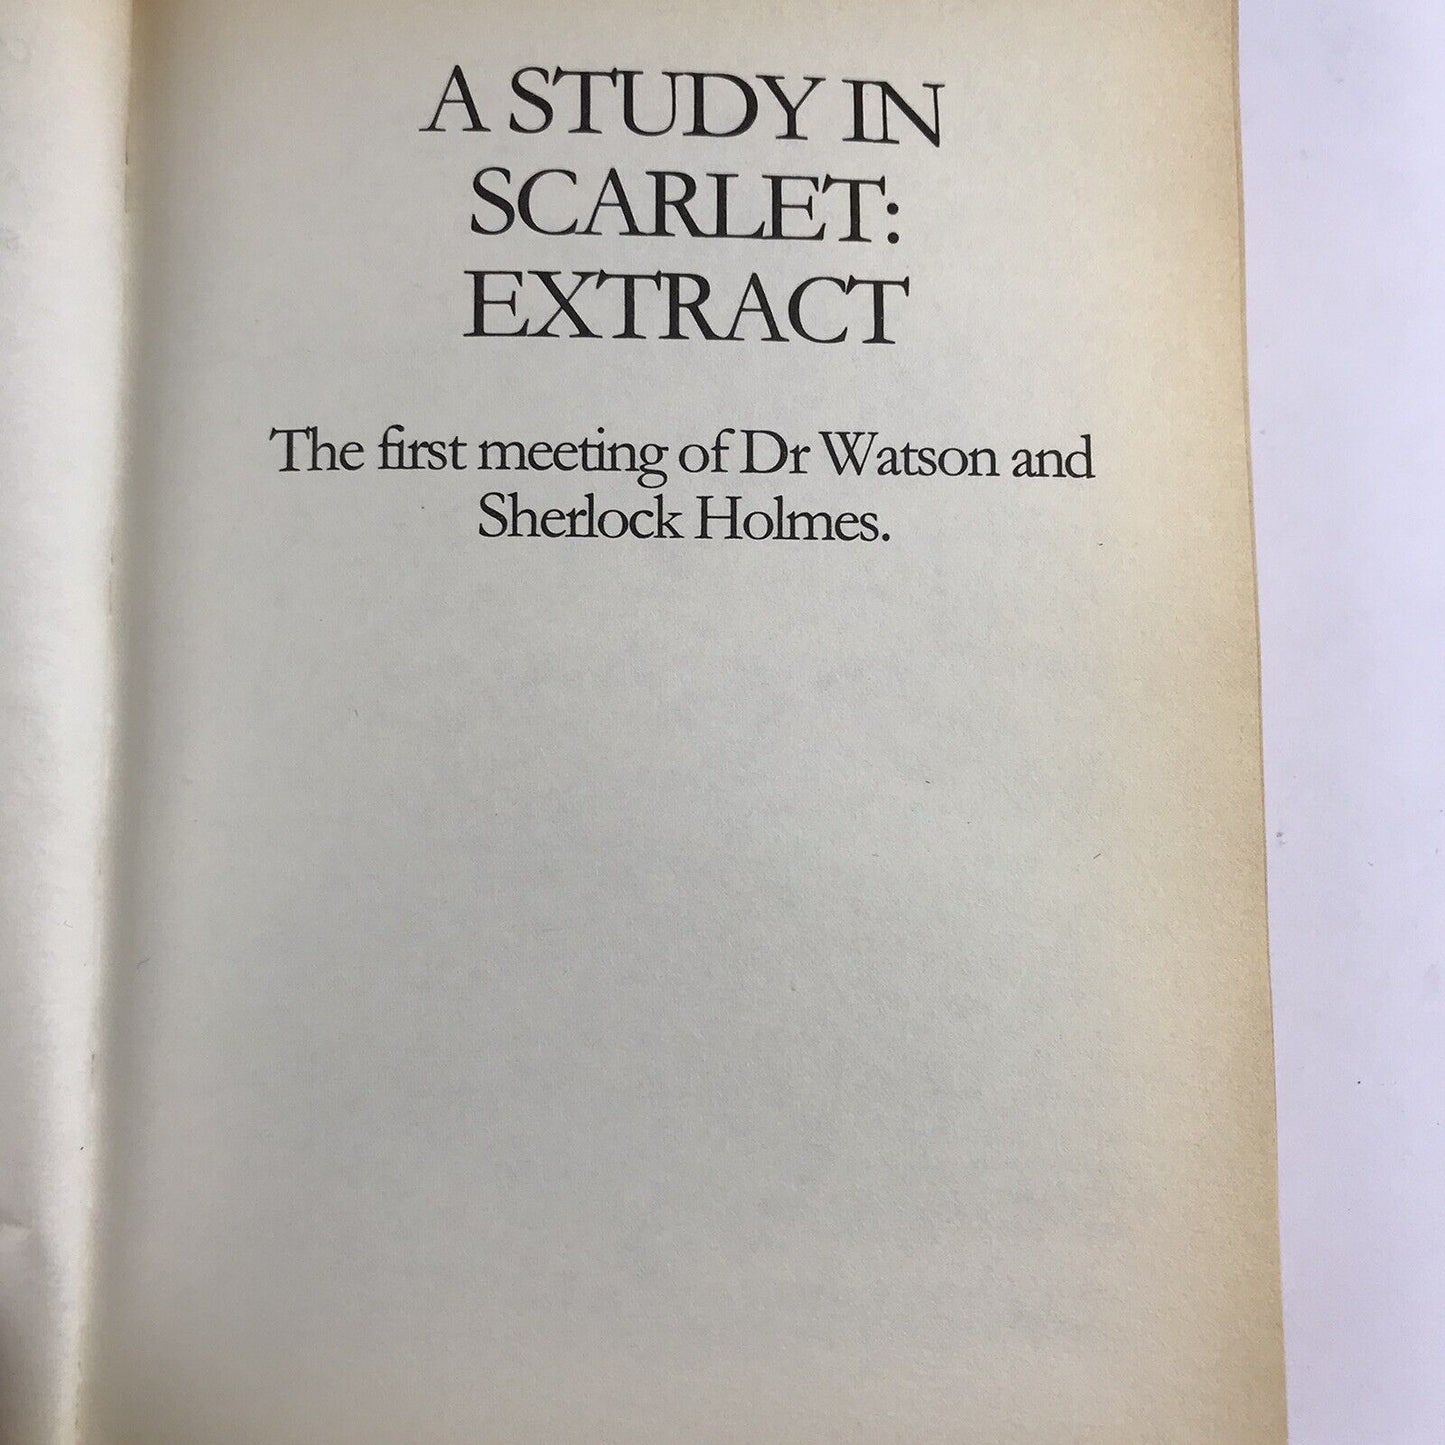 A STUDY IN
SCARLET:
EXTRACT
The first meeting of Dr Watson and
Sherlock Holmes.